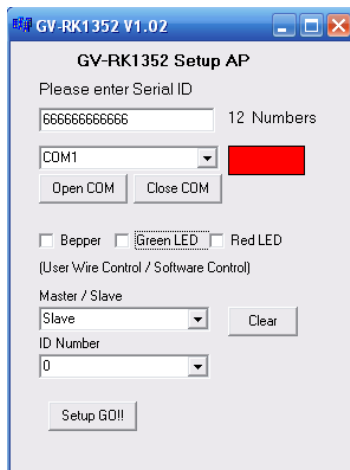 GV-RK1352 V1.02
GV-RK1352 Setup AP
Please enter Serial ID
666666666666 12 Numbers
COM1
Open COM Close COM
Bepper Green LED Red LED
(User Wire Control / Software Control)
Master / Slave
Slave Clear
ID Number
0
Setup GO!!